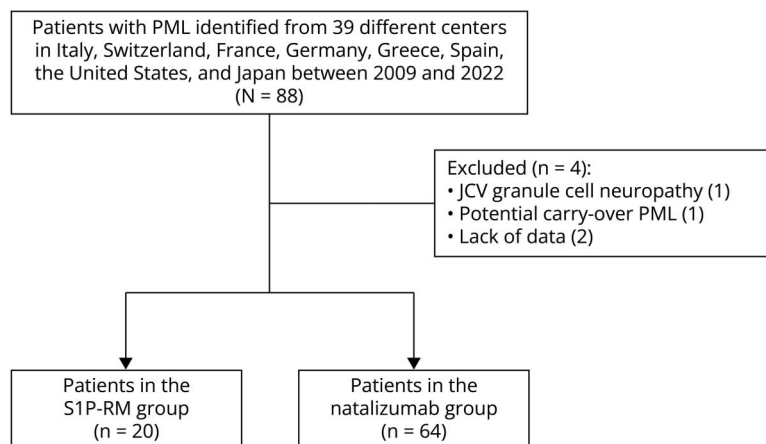 Patients with PML identified from 39 different centers
in Italy, Switzerland, France, Germany, Greece, Spain,
the United States, and Japan between 2009 and 2022
(N = 88)
Excluded (n = 4):
• JCV granule cell neuropathy (1)
• Potential carry-over PML (1)
• Lack of data (2)
Patients in the
S1P-RM group
(n = 20)
Patients in the
natalizumab group
(n = 64)